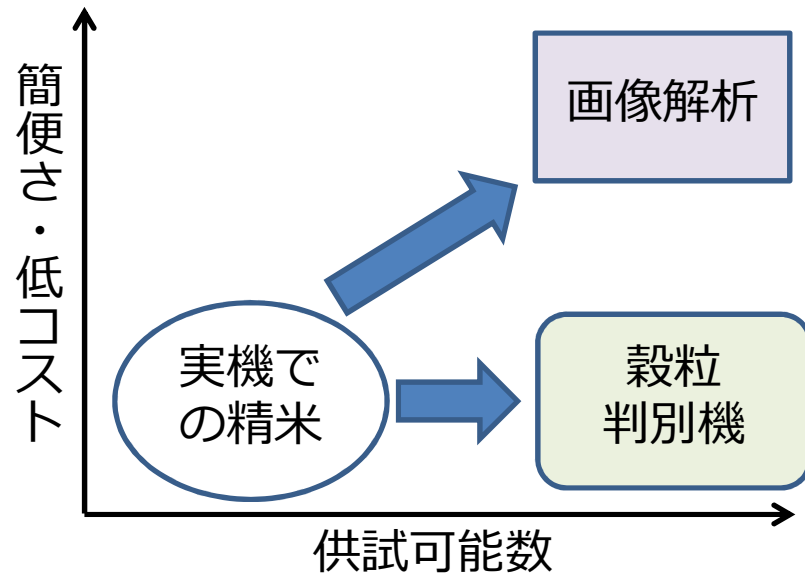 簡便さ・低コスト
画像解析
実機で
の精米
穀粒
判別機
供試可能数